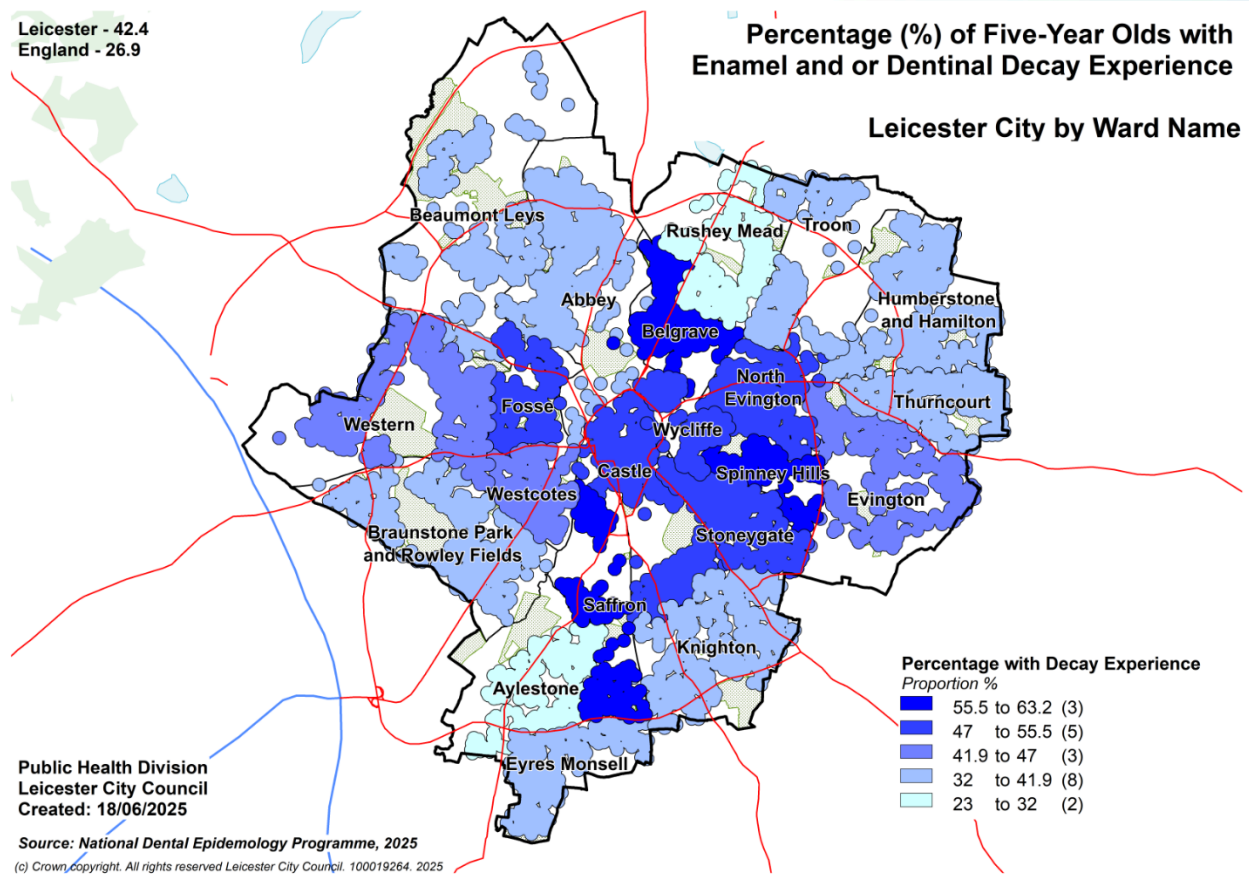 Leicester - 42.4
England - 26.9
Percentage (%) of Five-Year Olds with
Enamel and or Dentinal Decay Experience
Leicester City by Ward Name
Beaumont Leys
Rushey Mead
Troon
Abbey
Humberstone
and Hamilton
Belgrave
North
Evington
Fosse
Thurncourt
Western
Wycliffe
Castle
Spinney Hills
Westcotes
Evington
Braunstone Park
and Rowley Fields
Stoneygate
Saffron
Knighton
Aylestone
Eyres Monsell
Percentage with Decay Experience
Proportion %
55.5 to 63.2 (3)
47 to 55.5 (5)
41.9 to 47 (3)
32 to 41.9 (8)
23 to 32 (2)
Public Health Division
Leicester City Council
Created: 18/06/2025
Source: National Dental Epidemology Programme, 2025
(c) Crown copyright. All rights reserved Leicester City Council. 100019264. 2025